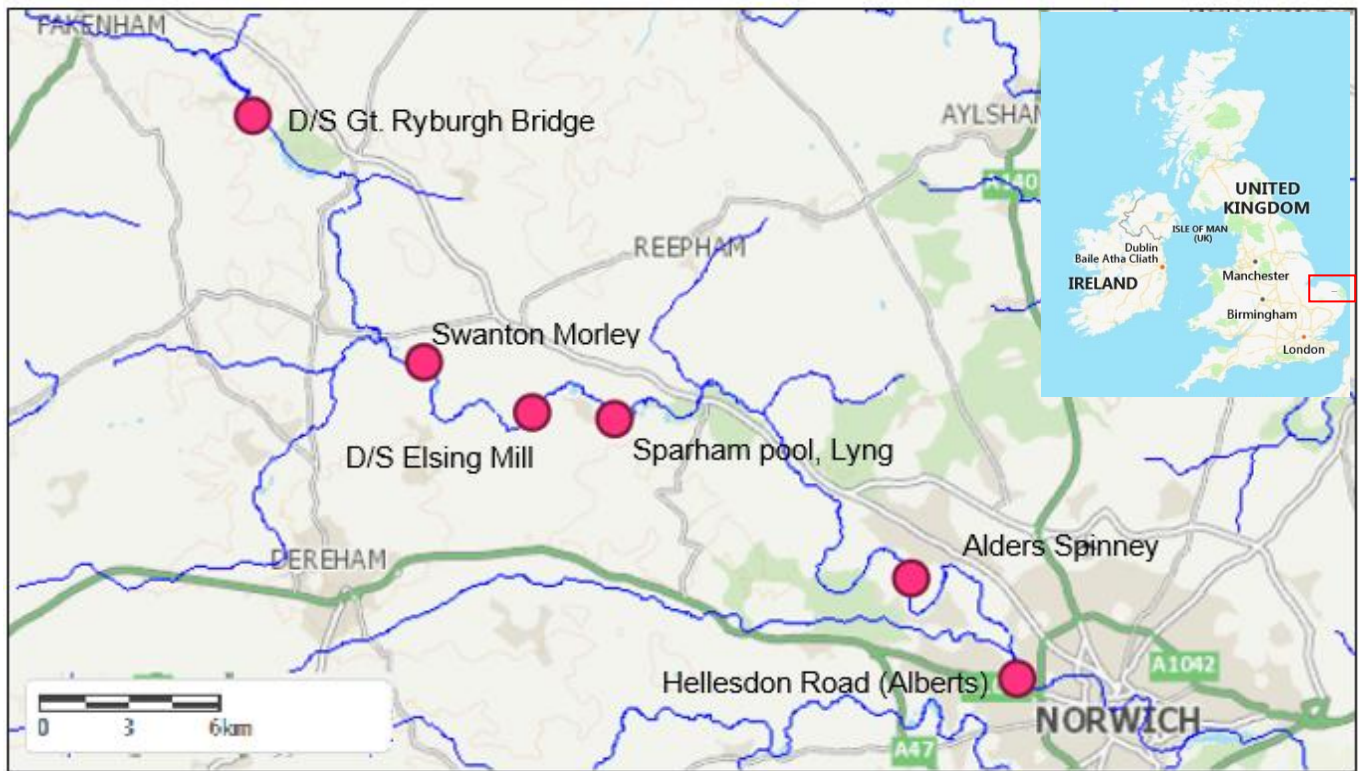 FAKENHAM
D/S Gt. Ryburgh Bridge
AYLSHAM
A140
REEPHAM
Swanton Morley
D/S Elsing Mill
Sparham pool, Lyng
DEREHAM
Alders Spinney
Hellesdon Road (Alberts)
A1042
NORWICH
A47
0 3 6km
UNITED
KINGDOM
ISLE OF MAN
(UK)
Dublin
Baile Atha Cliath
IRELAND
Manchester
Birmingham
London